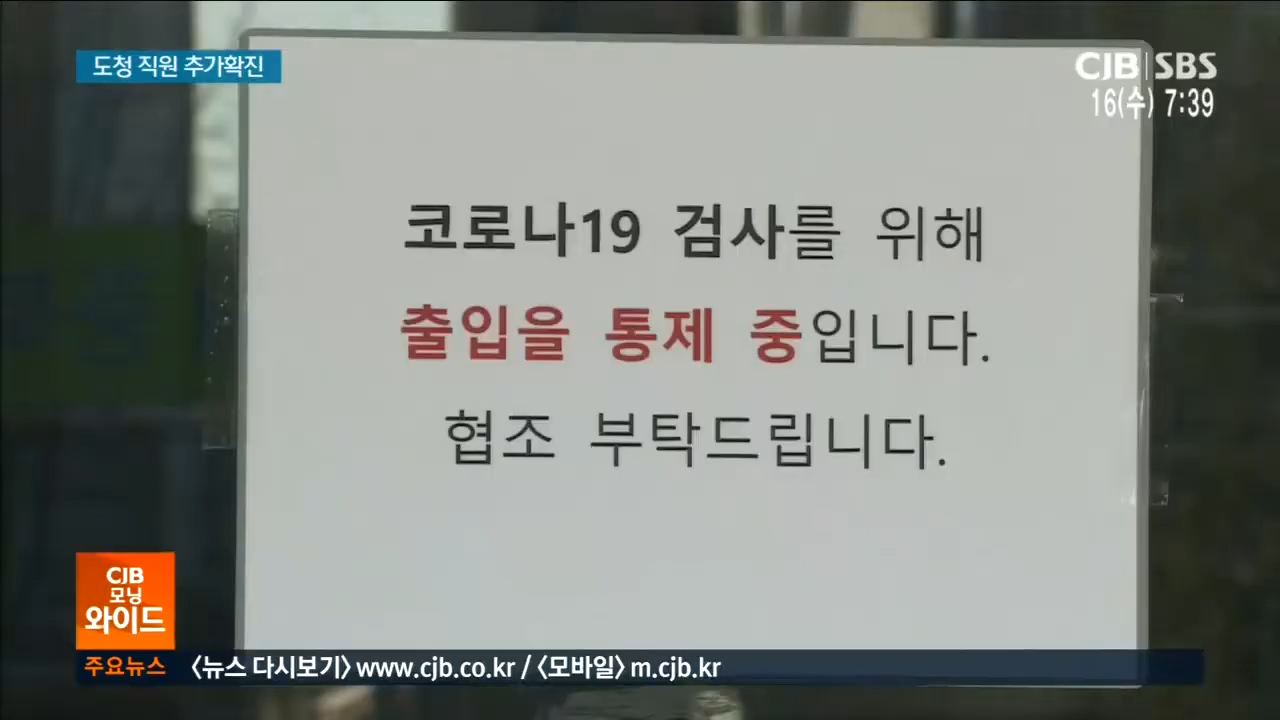 도청 직원 추가확진
CJB SBS
16(수) 7:39
코로나19 검사를 위해
출입을 통제 중입니다.
협조 부탁드립니다.
CJB
모닝
와이드
주요뉴스 〈뉴스 다시보기〉 www.cjb.co.kr / 〈모바일〉 m.cjb.kr